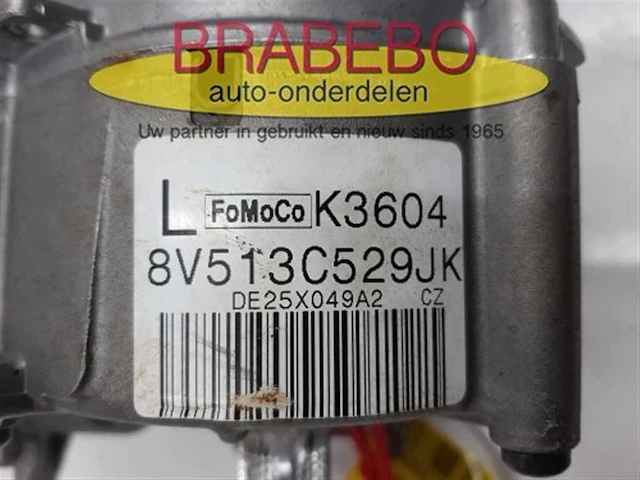 BRABEBO
auto-onderdelen
Uw partner in gebruikt en nieuw sinds 1965
L FoMoCo K3604
8V513C529JK
DE25X049A2 CZ